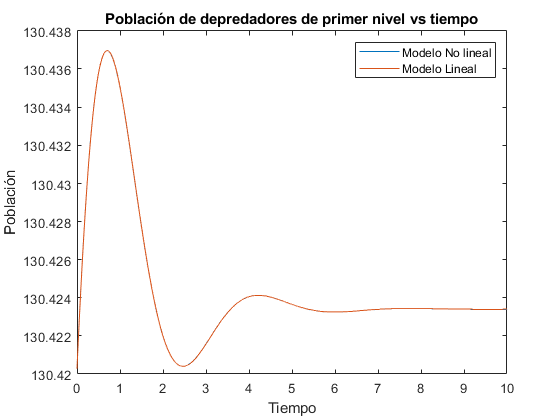 Población de depredadores de primer nivel vs tiempo
130.438
130.436
130.434
130.432
130.43
130.428
130.426
130.424
130.422
130.42
Población
Modelo No lineal
Modelo Lineal
0 1 2 3 4 5 6 7 8 9 10
Tiempo